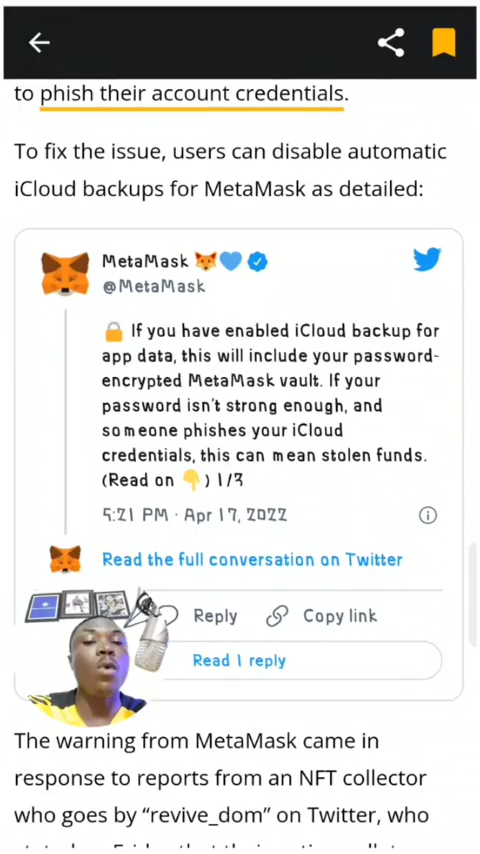 to phish their account credentials.
To fix the issue, users can disable automatic
iCloud backups for MetaMask as detailed:
MetaMask 🦊💙
@MetaMask
🔒 If you have enabled iCloud backup for
app data, this will include your password-
encrypted MetaMask vault. If your
password isn't strong enough, and
someone phishes your iCloud
credentials, this can mean stolen funds.
(Read on 👇) 1/3
5:21 PM · Apr 17, 2022
Read the full conversation on Twitter
Reply
Copy link
Read 1 reply
The warning from MetaMask came in
response to reports from an NFT collector
who goes by “revive_dom” on Twitter, who